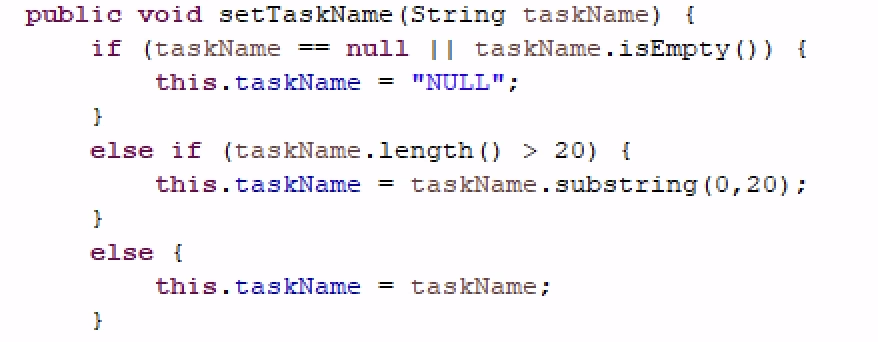 public void setTaskName(String taskName) {
    if (taskName == null || taskName.isEmpty()) {
        this.taskName = "NULL";
    }
    else if (taskName.length() > 20) {
        this.taskName = taskName.substring(0,20);
    }
    else {
        this.taskName = taskName;
    }